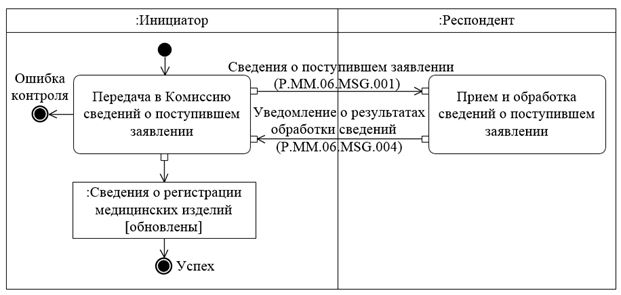 :Инициатор
:Респондент
Ошибка
контроля
Передача в Комиссию
сведений о поступившем
заявлении
Сведения о поступившем заявлении
(P.MM.06.MSG.001)
Уведомление о результатах
обработки сведений
(P.MM.06.MSG.004)
Прием и обработка
сведений о поступившем
заявлении
:Сведения о регистрации
медицинских изделий
[обновлены]
Успех